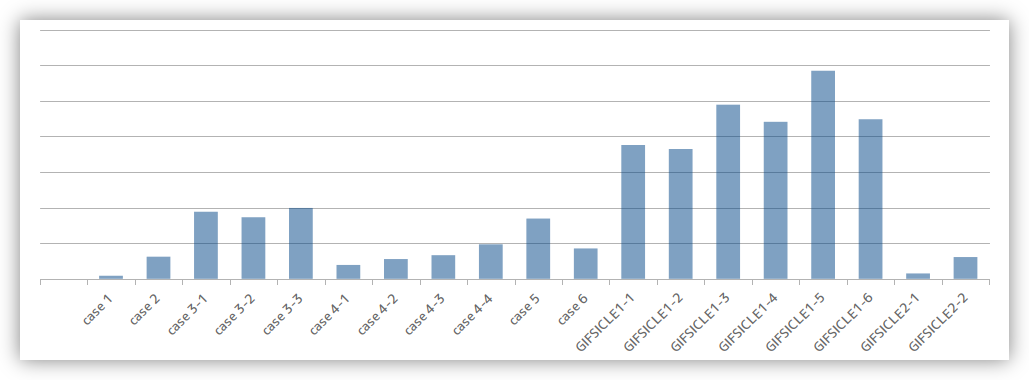 case 1
case 2
case 3-1
case 3-2
case 3-3
case 4-1
case 4-2
case 4-3
case 4-4
case 5
case 6
GIFSICLE1-1
GIFSICLE1-2
GIFSICLE1-3
GIFSICLE1-4
GIFSICLE1-5
GIFSICLE1-6
GIFSICLE2-1
GIFSICLE2-2